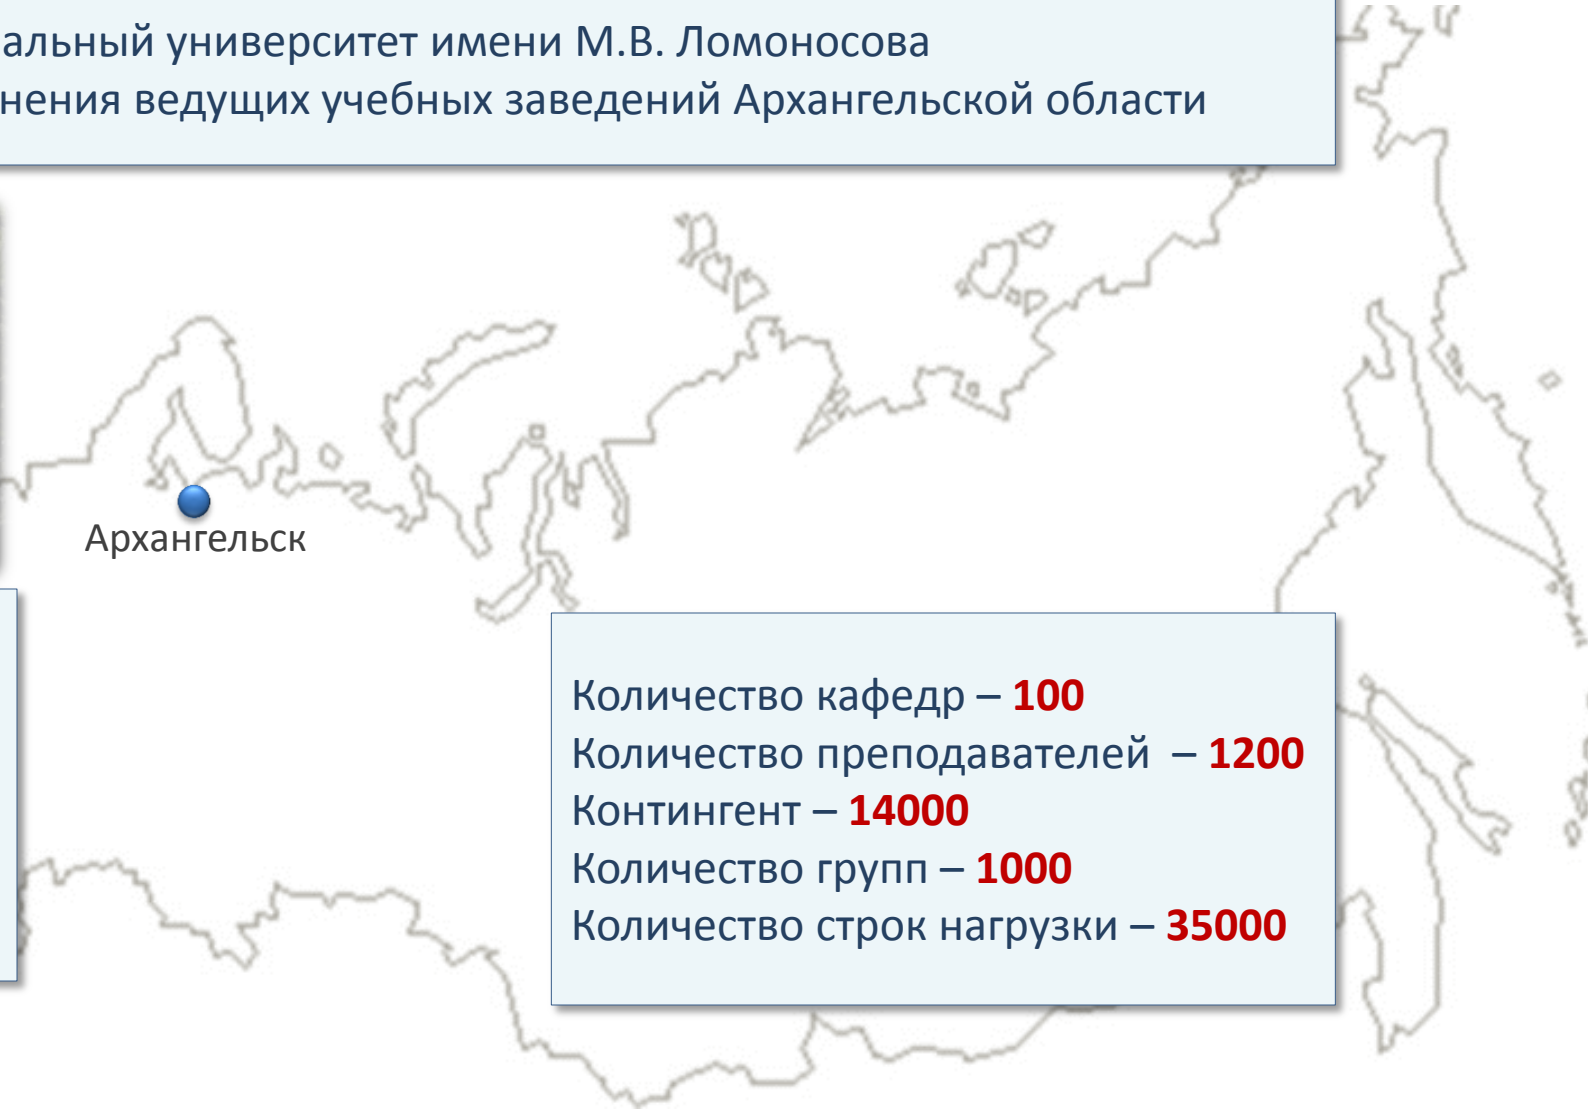 альный университет имени М.В. Ломоносова
нения ведущих учебных заведений Архангельской области
Архангельск
Количество кафедр – 100
Количество преподавателей – 1200
Контингент – 14000
Количество групп – 1000
Количество строк нагрузки – 35000